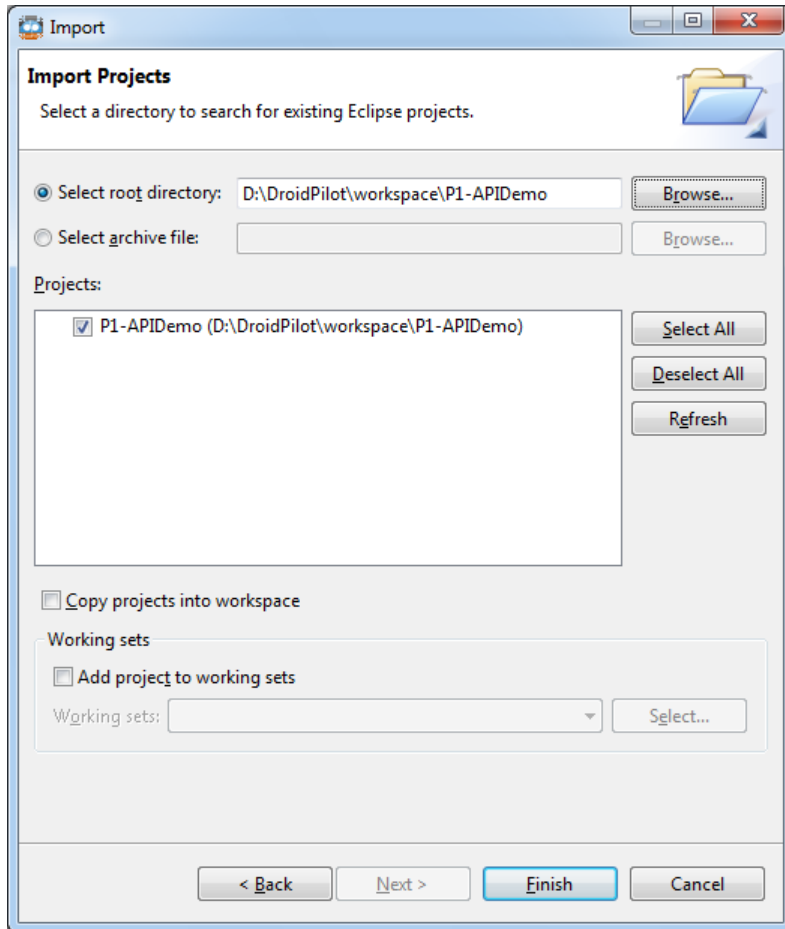 Import
Import Projects
Select a directory to search for existing Eclipse projects.
Select root directory: D:\DroidPilot\workspace\P1-APIDemo Browse...
Select archive file: Browse...
Projects:
P1-APIDemo (D:\DroidPilot\workspace\P1-APIDemo) Select All
Deselect All
Refresh
Copy projects into workspace
Working sets
Add project to working sets
Working sets: Select...
< Back Next > Finish Cancel